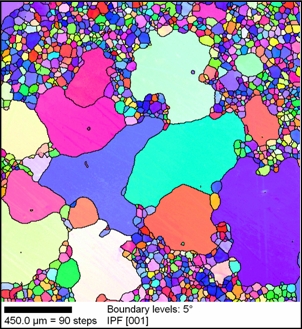 Boundary levels: 5°
450.0 µm = 90 steps IPF [001]